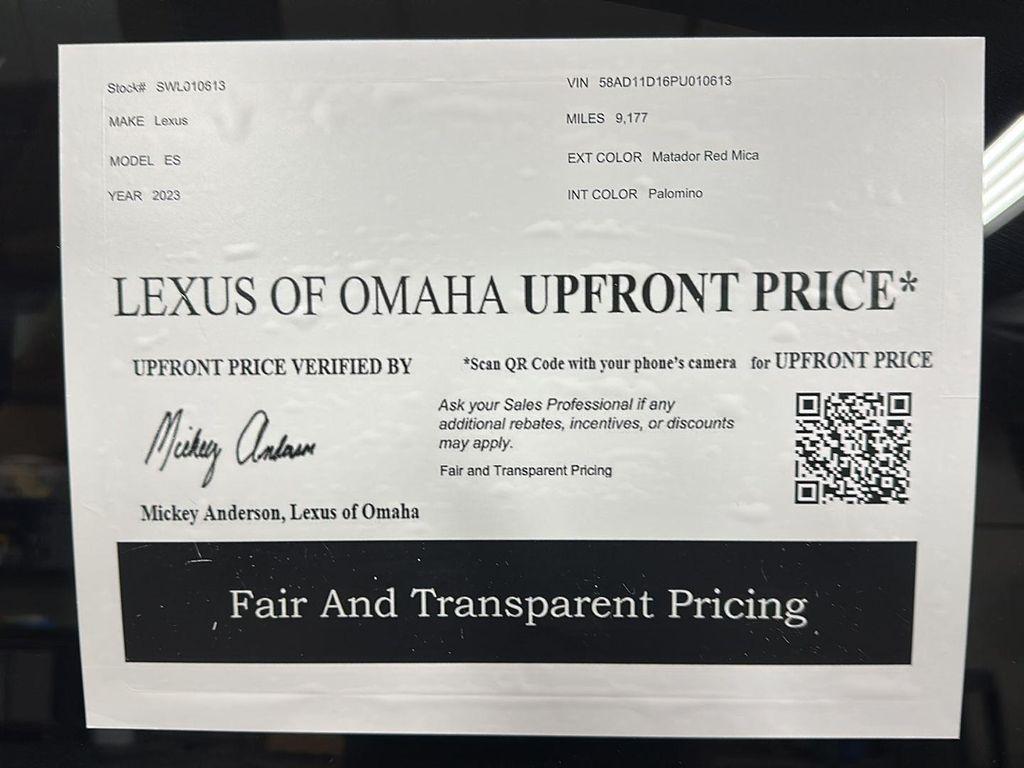 Stock# SWL010613
VIN 58AD11D16PU010613
MAKE Lexus
MILES 9,177
MODEL ES
EXT COLOR Matador Red Mica
YEAR 2023
INT COLOR Palomino
LEXUS OF OMAHA UPFRONT PRICE*
UPFRONT PRICE VERIFIED BY
*Scan QR Code with your phone's camera for UPFRONT PRICE
Mickey Anderson
Ask your Sales Professional if any
additional rebates, incentives, or discounts
may apply.
Fair and Transparent Pricing
Mickey Anderson, Lexus of Omaha
Fair And Transparent Pricing